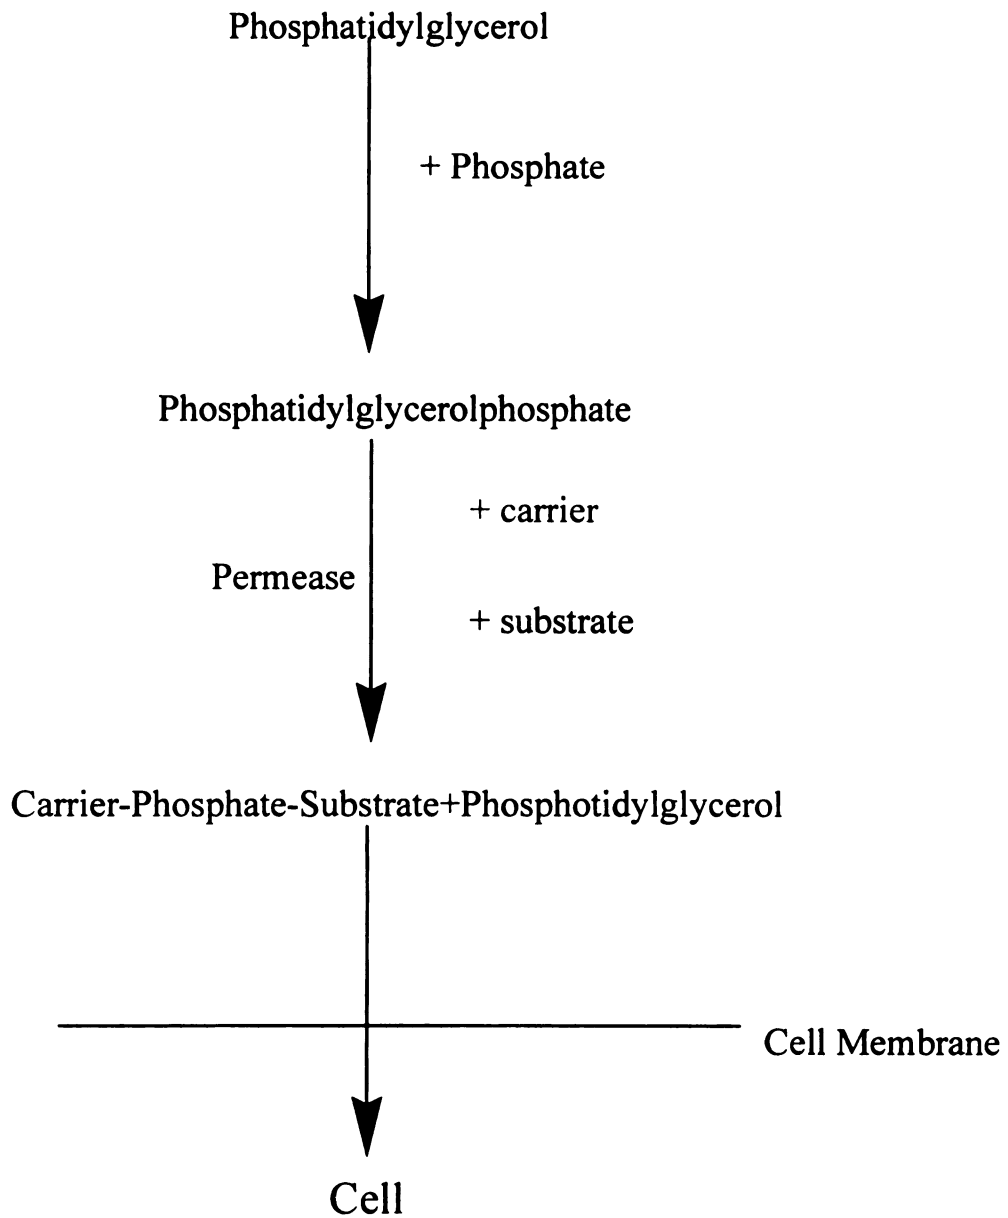 Phosphatidylglycerol
+ Phosphate
Phosphatidylglycerolphosphate
+ carrier
Permease
+ substrate
Carrier-Phosphate-Substrate+Phosphotidylglycerol
Cell Membrane
Cell